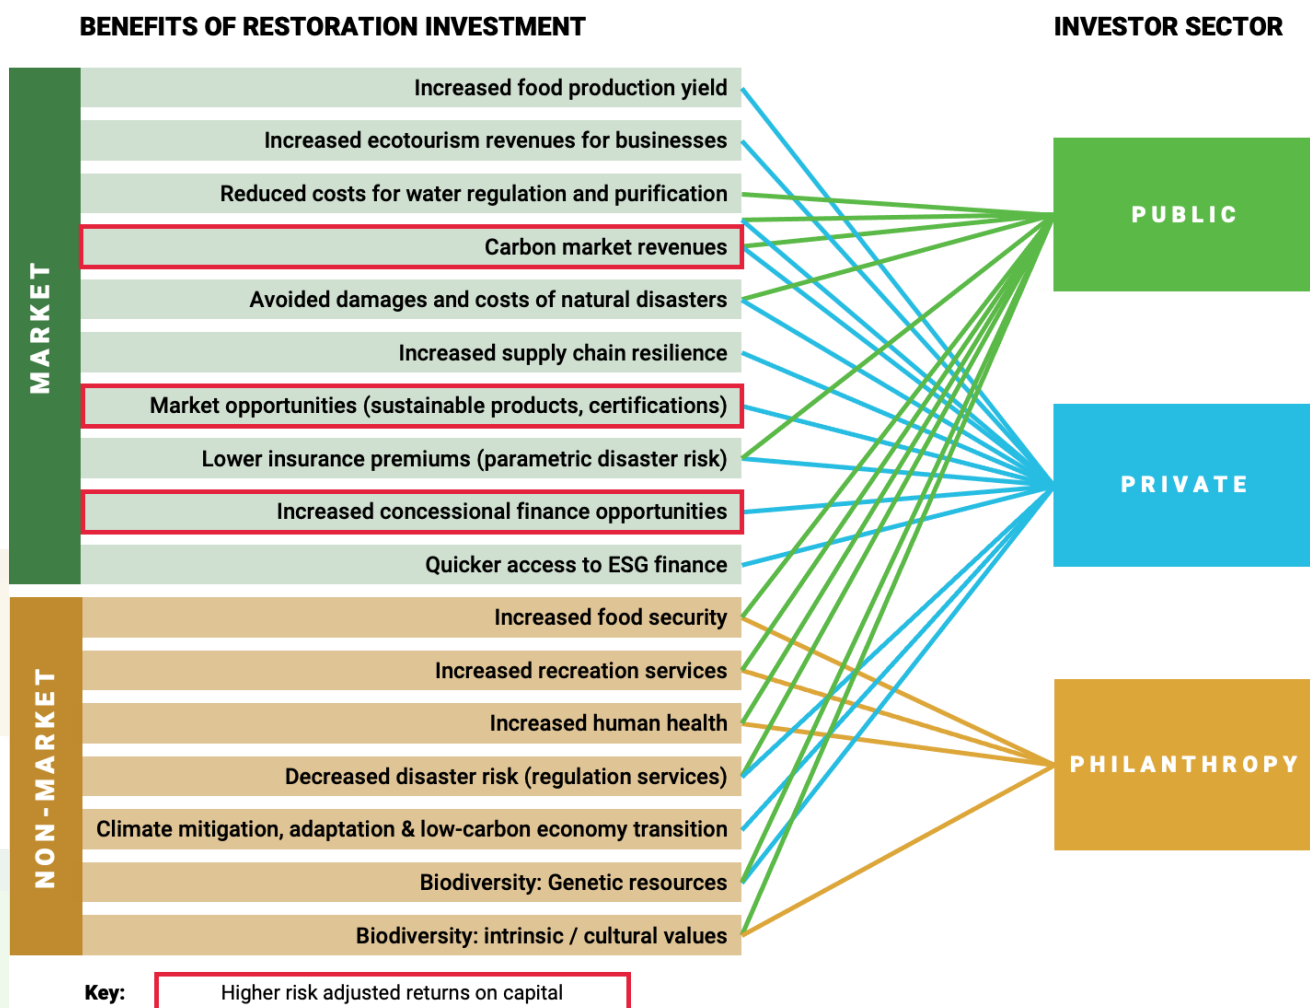 BENEFITS OF RESTORATION INVESTMENT
INVESTOR SECTOR
MARKET
Increased food production yield
Increased ecotourism revenues for businesses
Reduced costs for water regulation and purification
Carbon market revenues
Avoided damages and costs of natural disasters
Increased supply chain resilience
Market opportunities (sustainable products, certifications)
Lower insurance premiums (parametric disaster risk)
Increased concessional finance opportunities
Quicker access to ESG finance
NON-MARKET
Increased food security
Increased recreation services
Increased human health
Decreased disaster risk (regulation services)
Climate mitigation, adaptation & low-carbon economy transition
Biodiversity: Genetic resources
Biodiversity: intrinsic / cultural values
PUBLIC
PRIVATE
PHILANTHROPY
Key:
Higher risk adjusted returns on capital